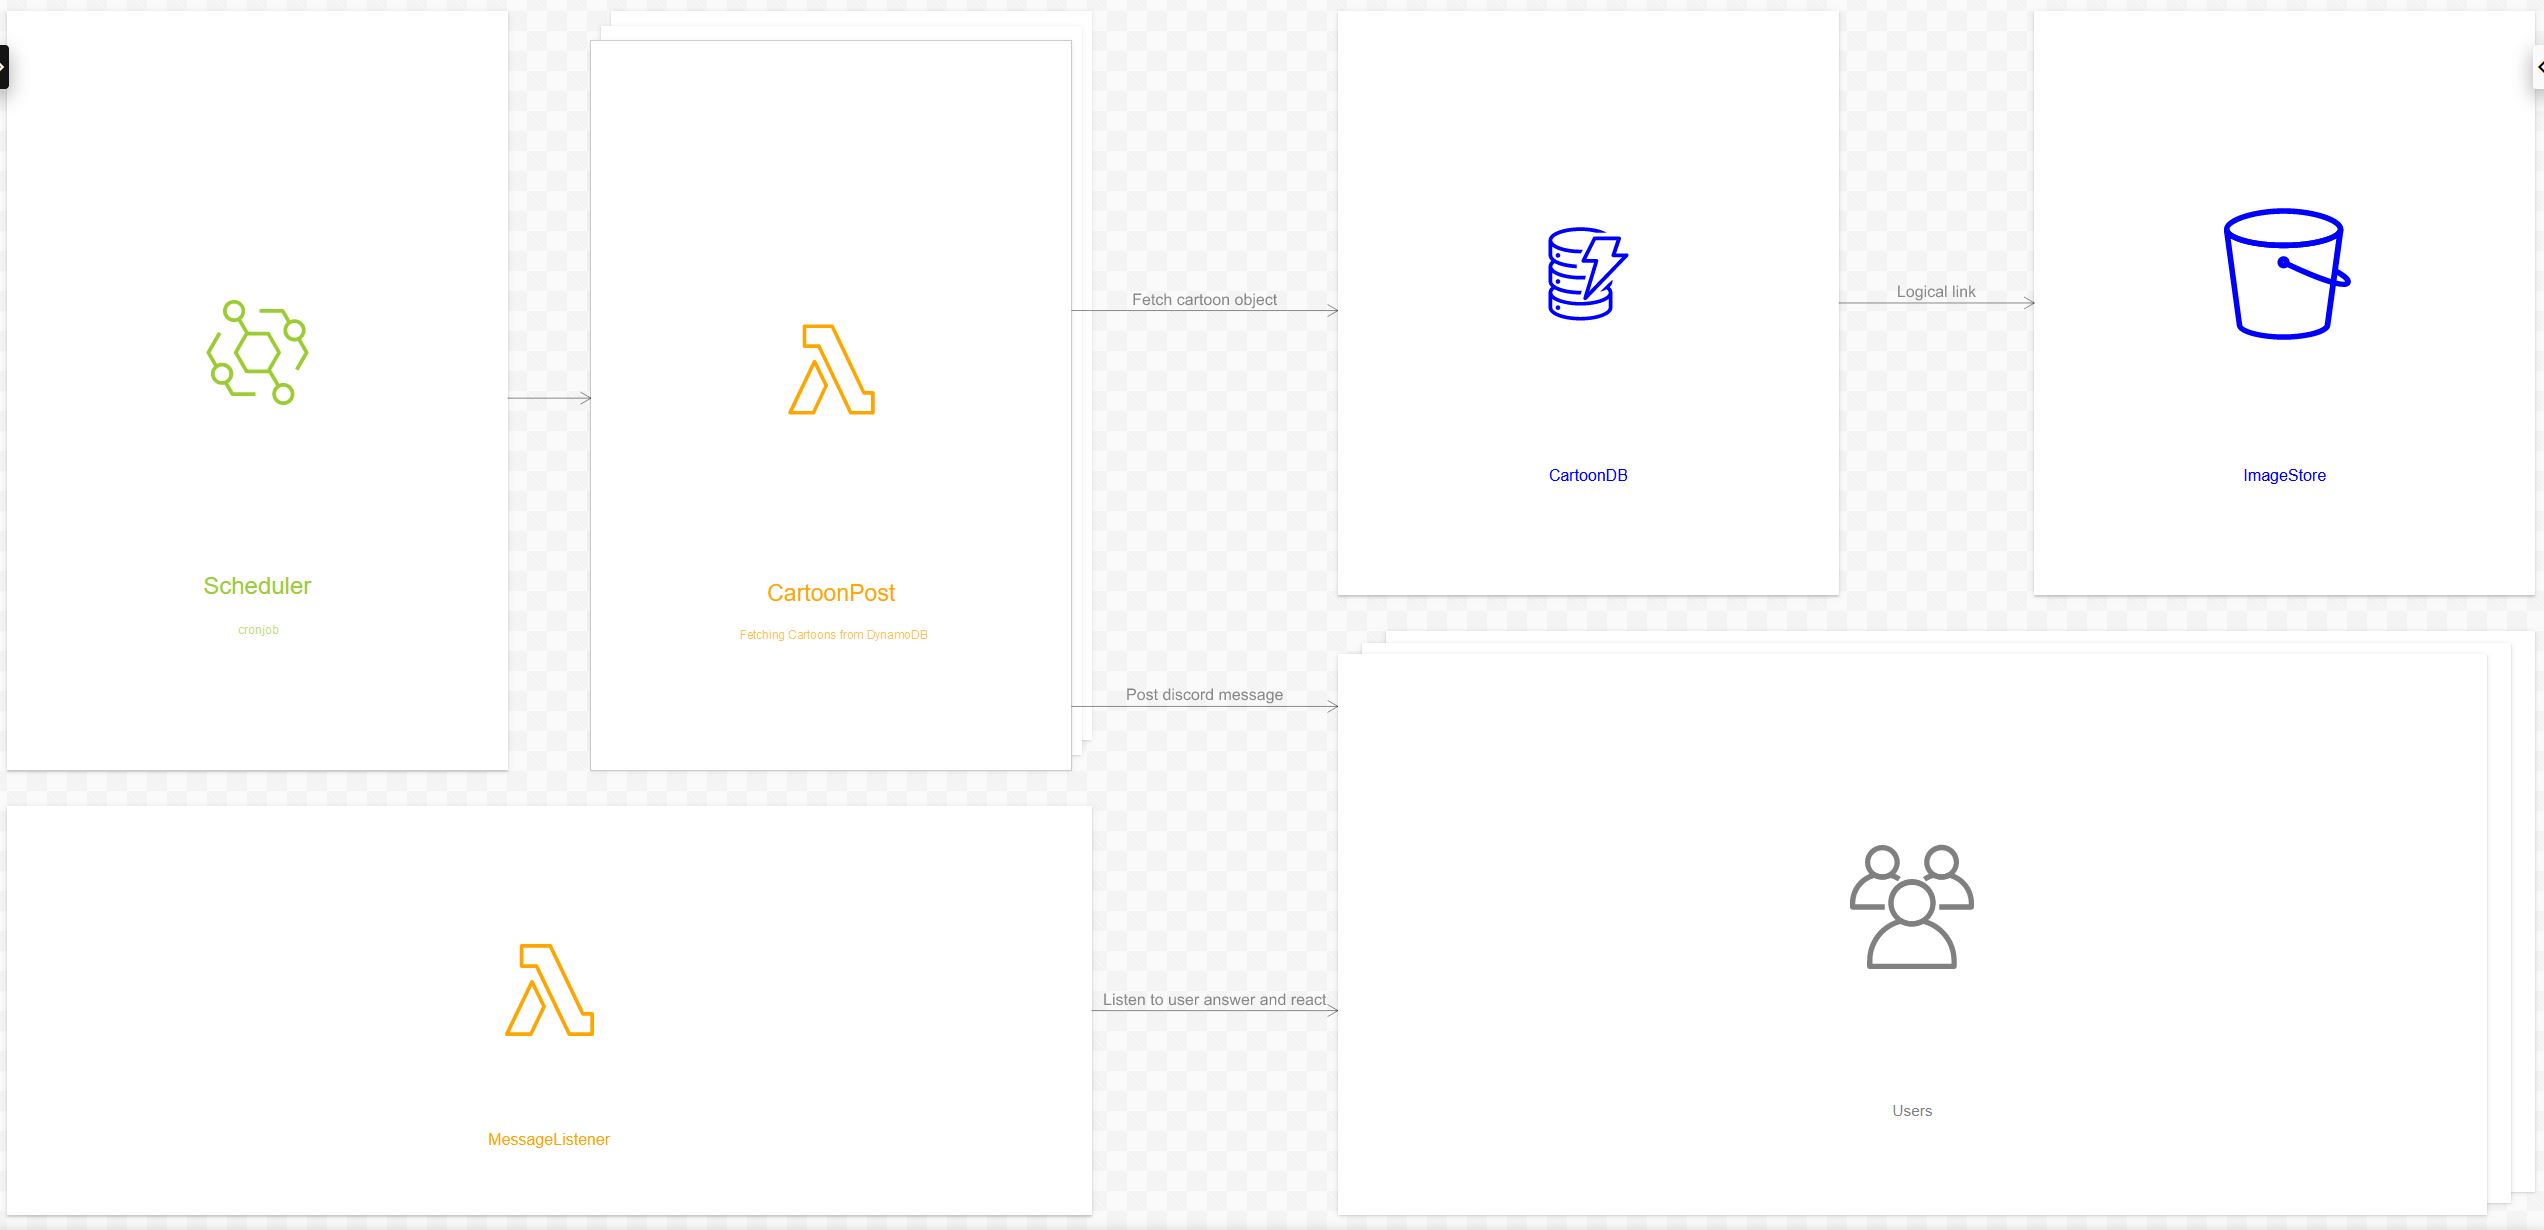 Scheduler
cronjob
CartoonPost
Fetching Cartoons from DynamoDB
Fetch cartoon object
CartoonDB
Logical link
ImageStore
Post discord message
MessageListener
Listen to user answer and react
Users